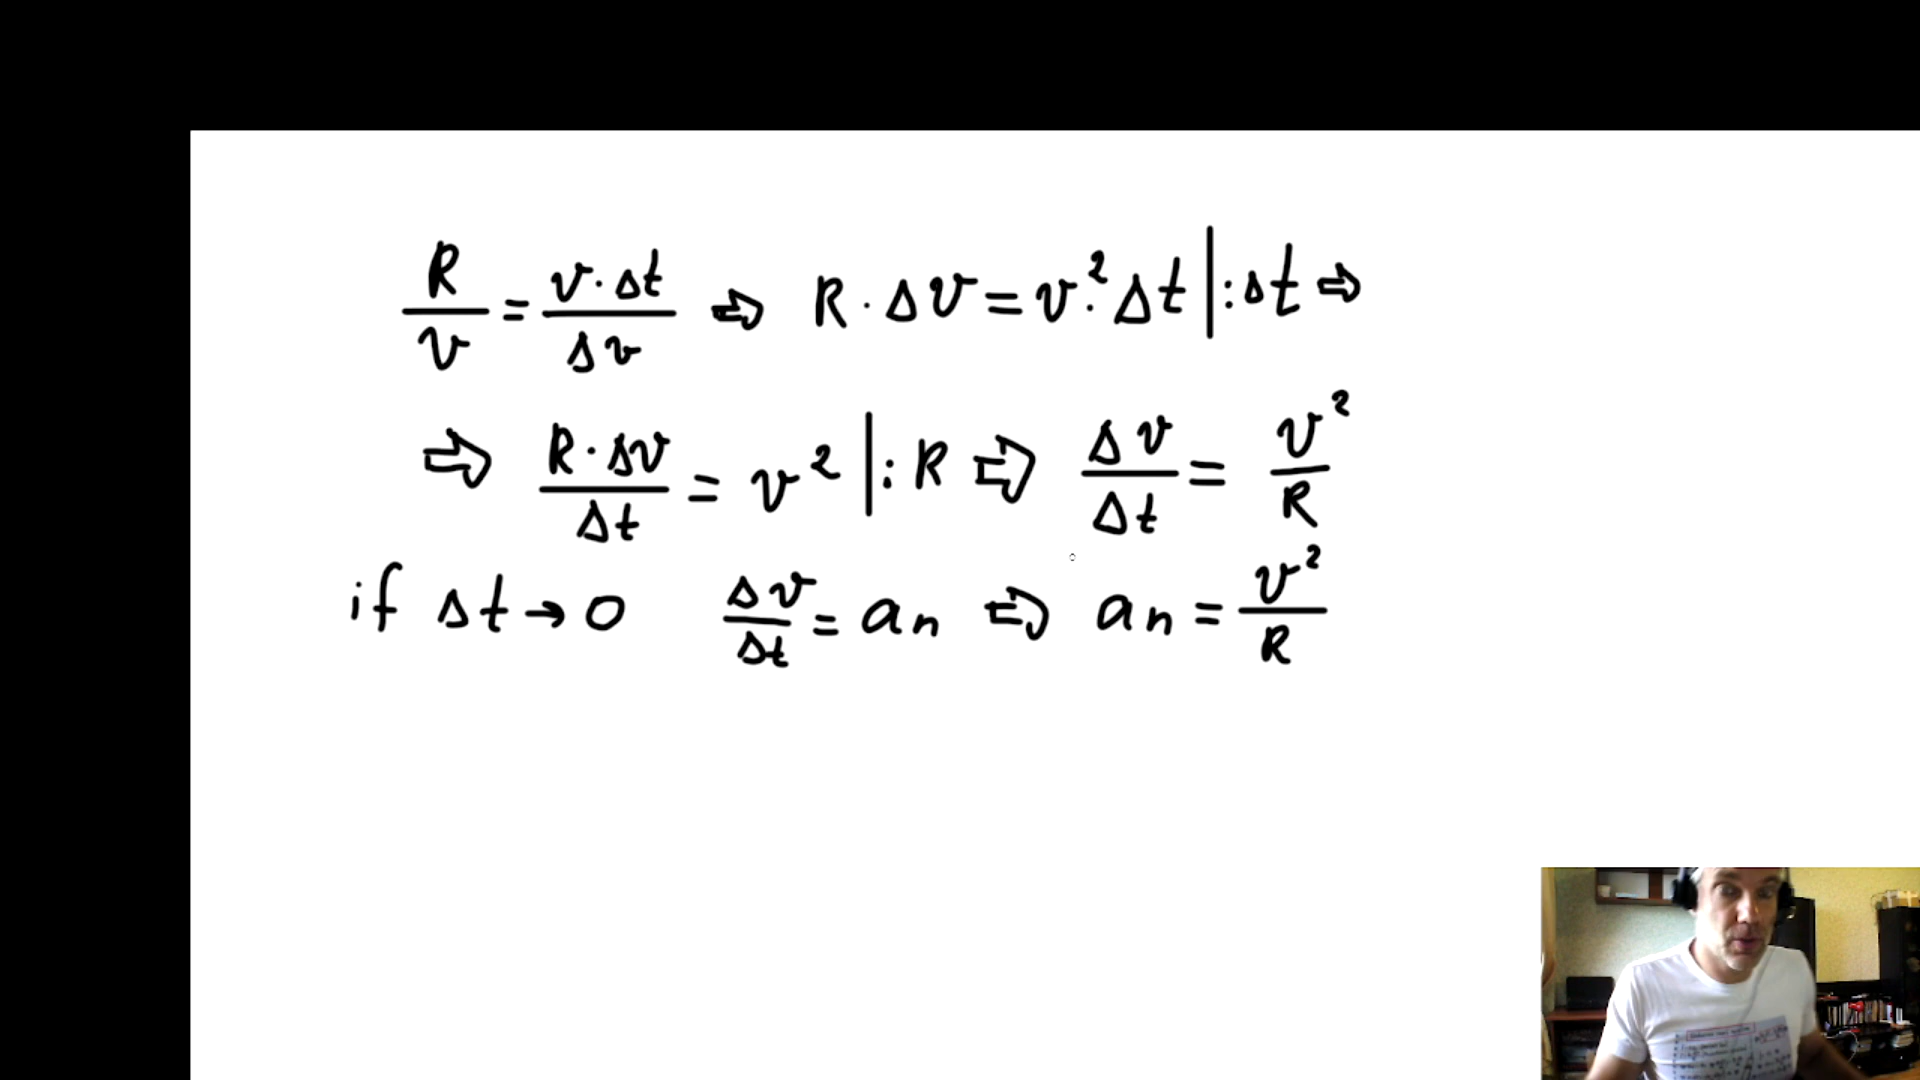 R/v = v·Δt/Δv ⇨ R·Δv = v²·Δt |:Δt ⇨
⇨ R·Δv/Δt = v² |:R ⇨ Δv/Δt = v²/R
if Δt→0 Δv/Δt = aₙ ⇨ aₙ = v²/R